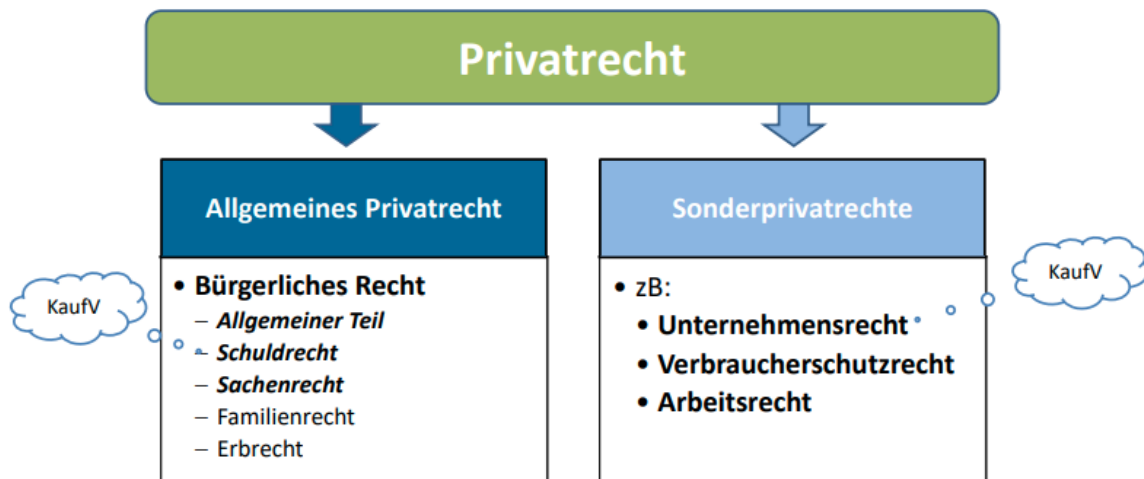 Privatrecht
Allgemeines Privatrecht
KaufV
• Bürgerliches Recht
– Allgemeiner Teil
– Schuldrecht
– Sachenrecht
– Familienrecht
– Erbrecht
Sonderprivatrechte
KaufV
• zB:
• Unternehmensrecht
• Verbraucherschutzrecht
• Arbeitsrecht